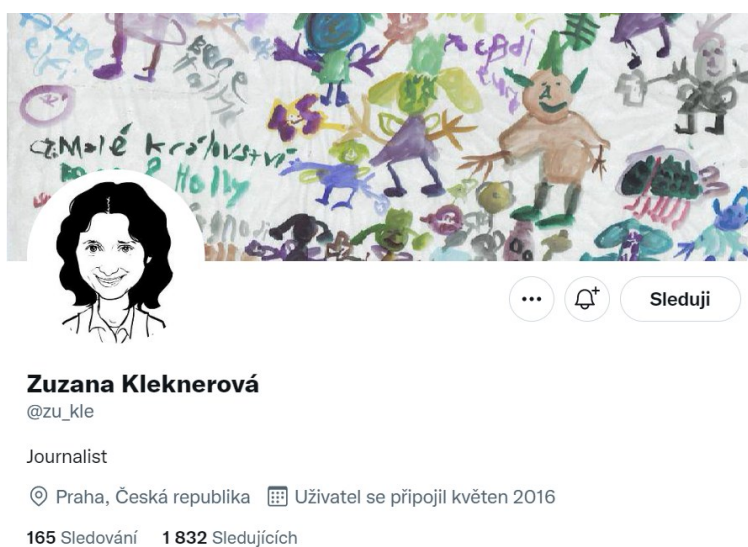 Malé království
Holly
Sleduji
Zuzana Kleknerová
@zu_kle
Journalist
Praha, Česká republika Uživatel se připojil květen 2016
165 Sledování 1 832 Sledujících